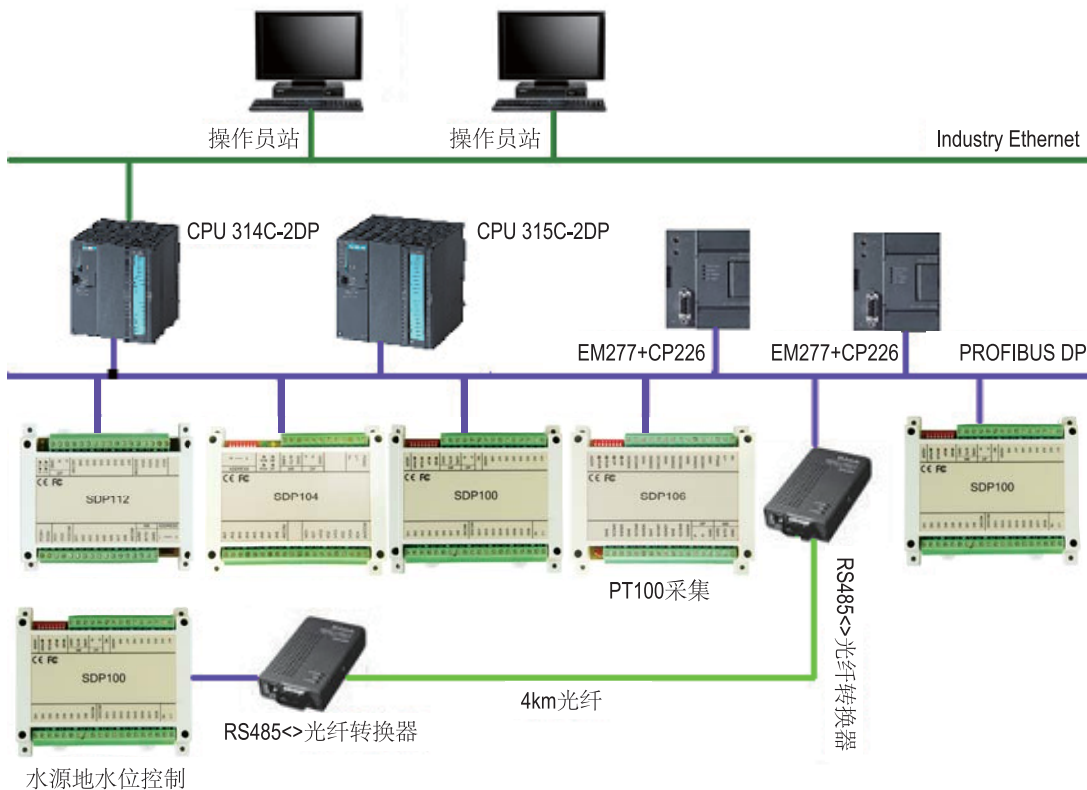 操作员站
操作员站
Industry Ethernet
CPU 314C-2DP
CPU 315C-2DP
EM277+CP226
EM277+CP226
PROFIBUS DP
SDP112
SDP104
SDP100
SDP106
SDP100
PT100采集
RS485<>光纤转换器
SDP100
4km光纤
RS485<>光纤转换器
水源地水位控制